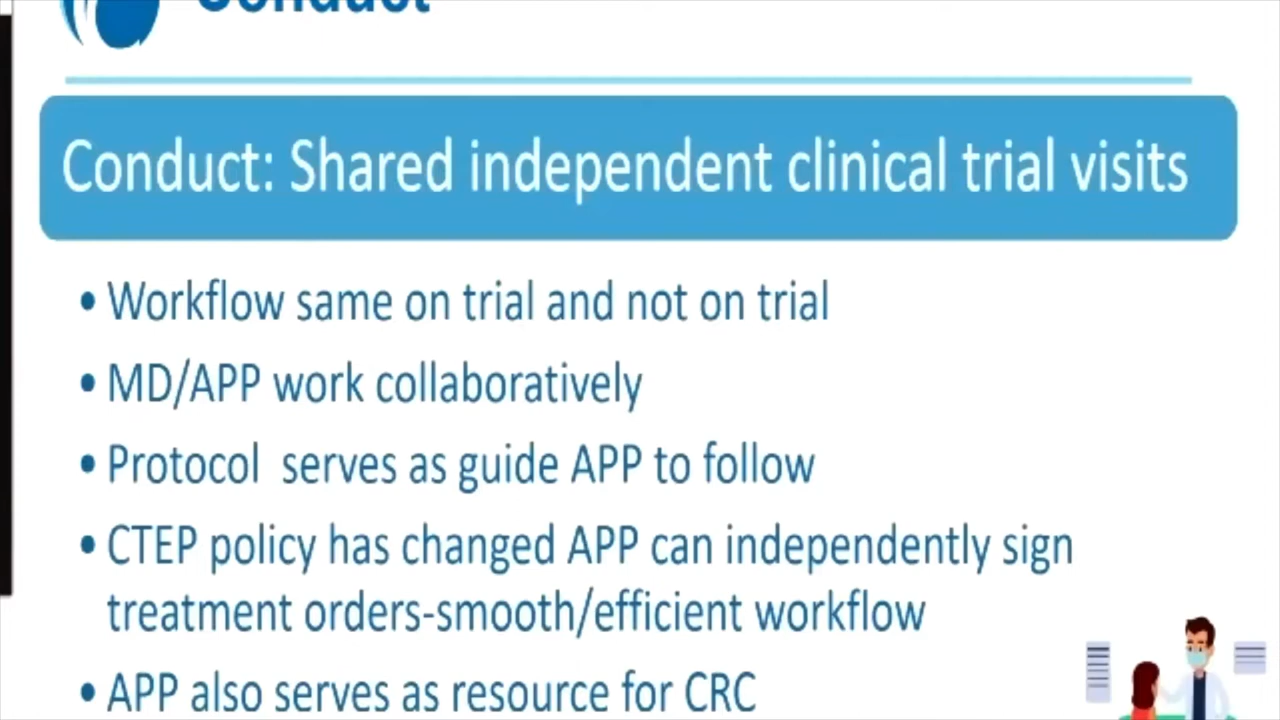 Conduct
Conduct: Shared independent clinical trial visits
• Workflow same on trial and not on trial
• MD/APP work collaboratively
• Protocol serves as guide APP to follow
• CTEP policy has changed APP can independently sign
treatment orders-smooth/efficient workflow
• APP also serves as resource for CRC